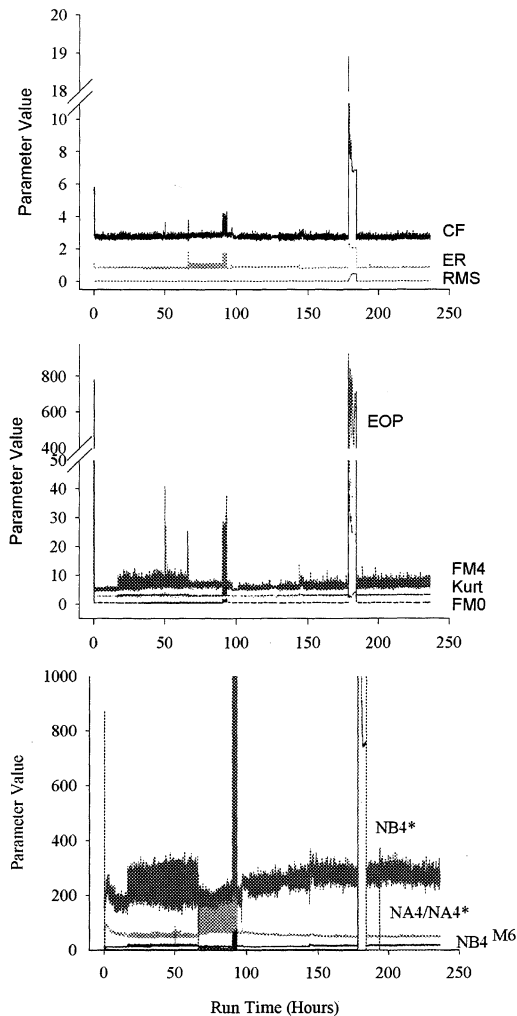 20
19
18
10
8
6
4
2
0
Parameter Value
CF
ER
RMS
0 50 100 150 200 250
800
600
400
50
40
30
20
10
0
Parameter Value
EOP
FM4
Kurt
FM0
0 50 100 150 200 250
1000
800
600
400
200
0
Parameter Value
NB4*
NA4/NA4*
NB4 M6
0 50 100 150 200 250
Run Time (Hours)